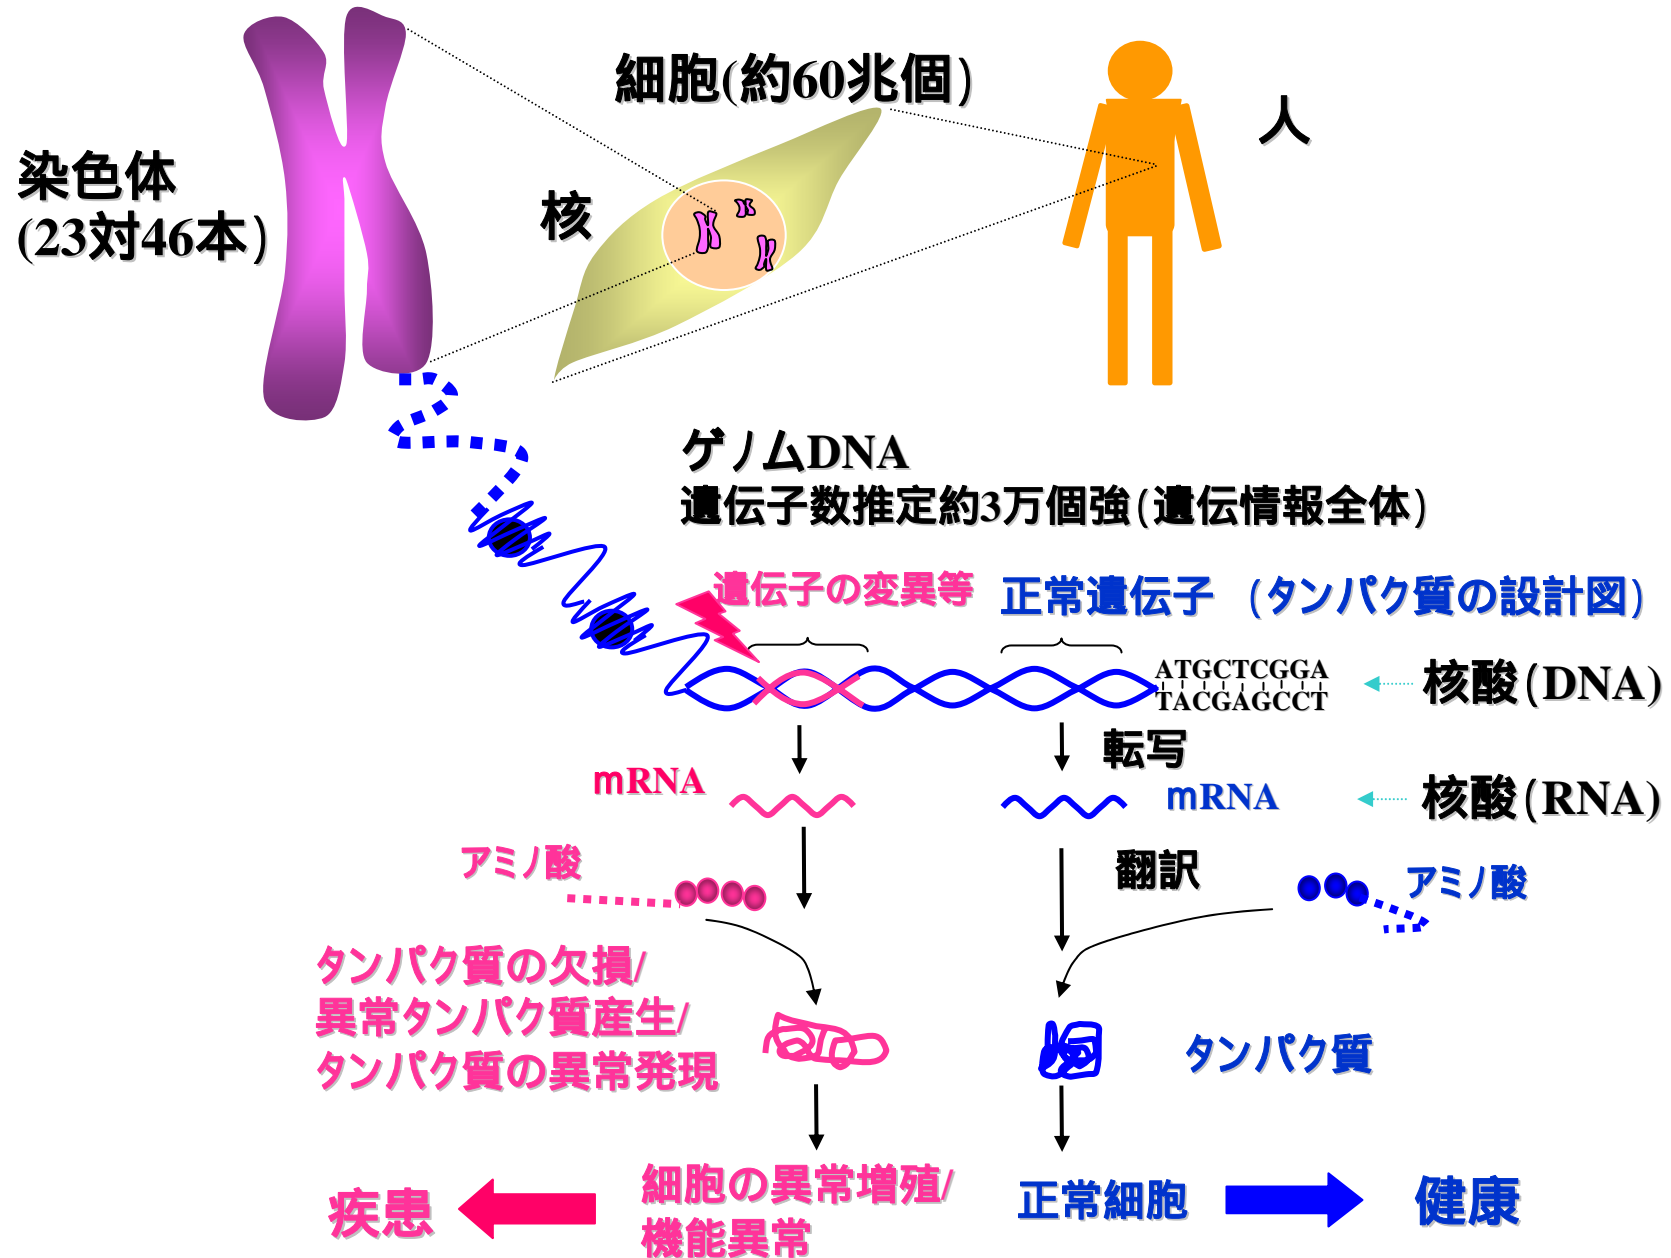 細胞(約60兆個)
人
染色体
(23対46本)
核
ゲノムDNA
遺伝子数推定約3万個強(遺伝情報全体)
遺伝子の変異等
正常遺伝子 (タンパク質の設計図)
ATGCTCGGA
TACGAGCCT
核酸(DNA)
転写
mRNA
mRNA
核酸(RNA)
アミノ酸
翻訳
アミノ酸
タンパク質の欠損/
異常タンパク質産生/
タンパク質の異常発現
タンパク質
疾患
細胞の異常増殖/
機能異常
正常細胞
健康